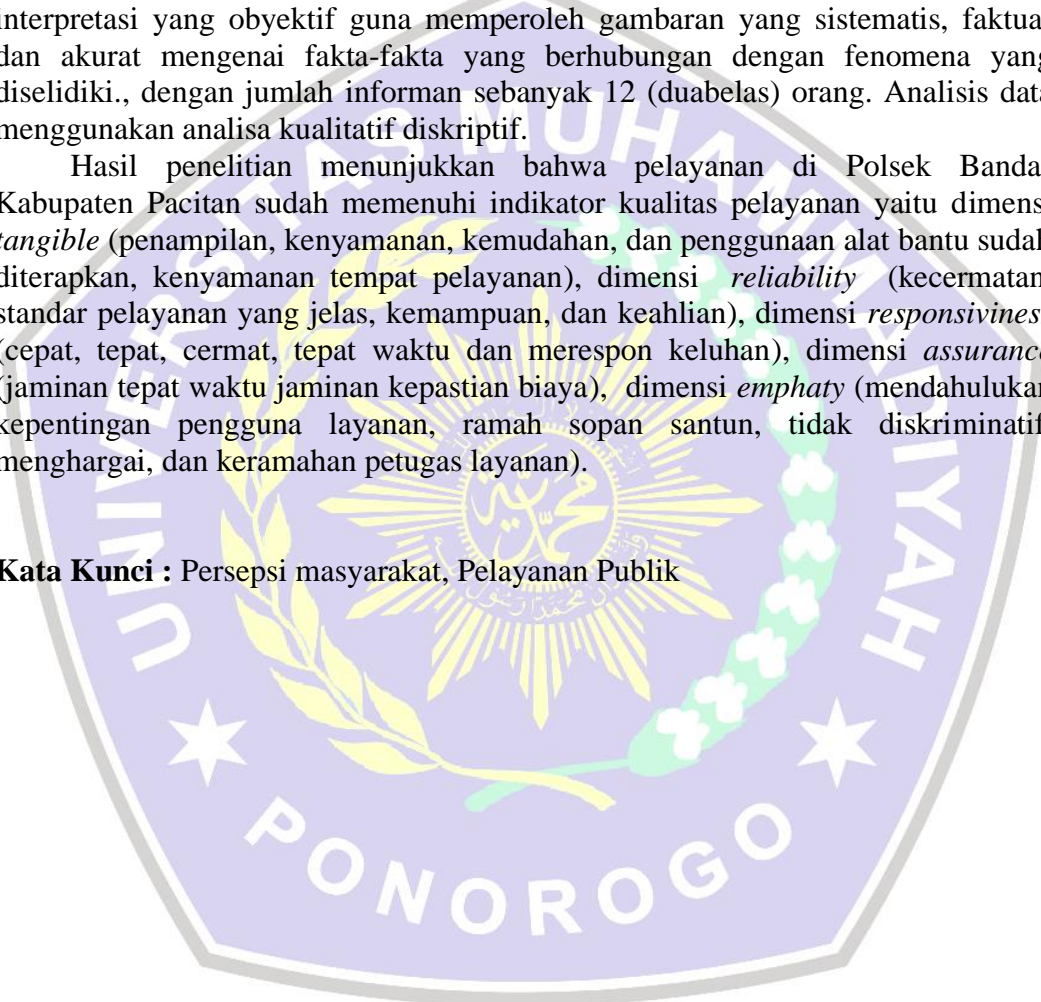 interpretasi yang obyektif guna memperoleh gambaran yang sistematis, faktua
dan akurat mengenai fakta-fakta yang berhubungan dengan fenomena yang
diselidiki., dengan jumlah informan sebanyak 12 (duabelas) orang. Analisis data
menggunakan analisa kualitatif diskriptif.
Hasil penelitian menunjukkan bahwa pelayanan di Polsek Banda
Kabupaten Pacitan sudah memenuhi indikator kualitas pelayanan yaitu dimens
tangible (penampilan, kenyamanan, kemudahan, dan penggunaan alat bantu sudah
diterapkan, kenyamanan tempat pelayanan), dimensi reliability (kecermatan
standar pelayanan yang jelas, kemampuan, dan keahlian), dimensi responsivines
(cepat, tepat, cermat, tepat waktu dan merespon keluhan), dimensi assurance
(jaminan tepat waktu jaminan kepastian biaya), dimensi emphaty (mendahulukan
kepentingan pengguna layanan, ramah sopan santun, tidak diskriminatif
menghargai, dan keramahan petugas layanan).
Kata Kunci : Persepsi masyarakat, Pelayanan Publik
UNIVERSITAS MUHAMMADIYAH
PONOROGO